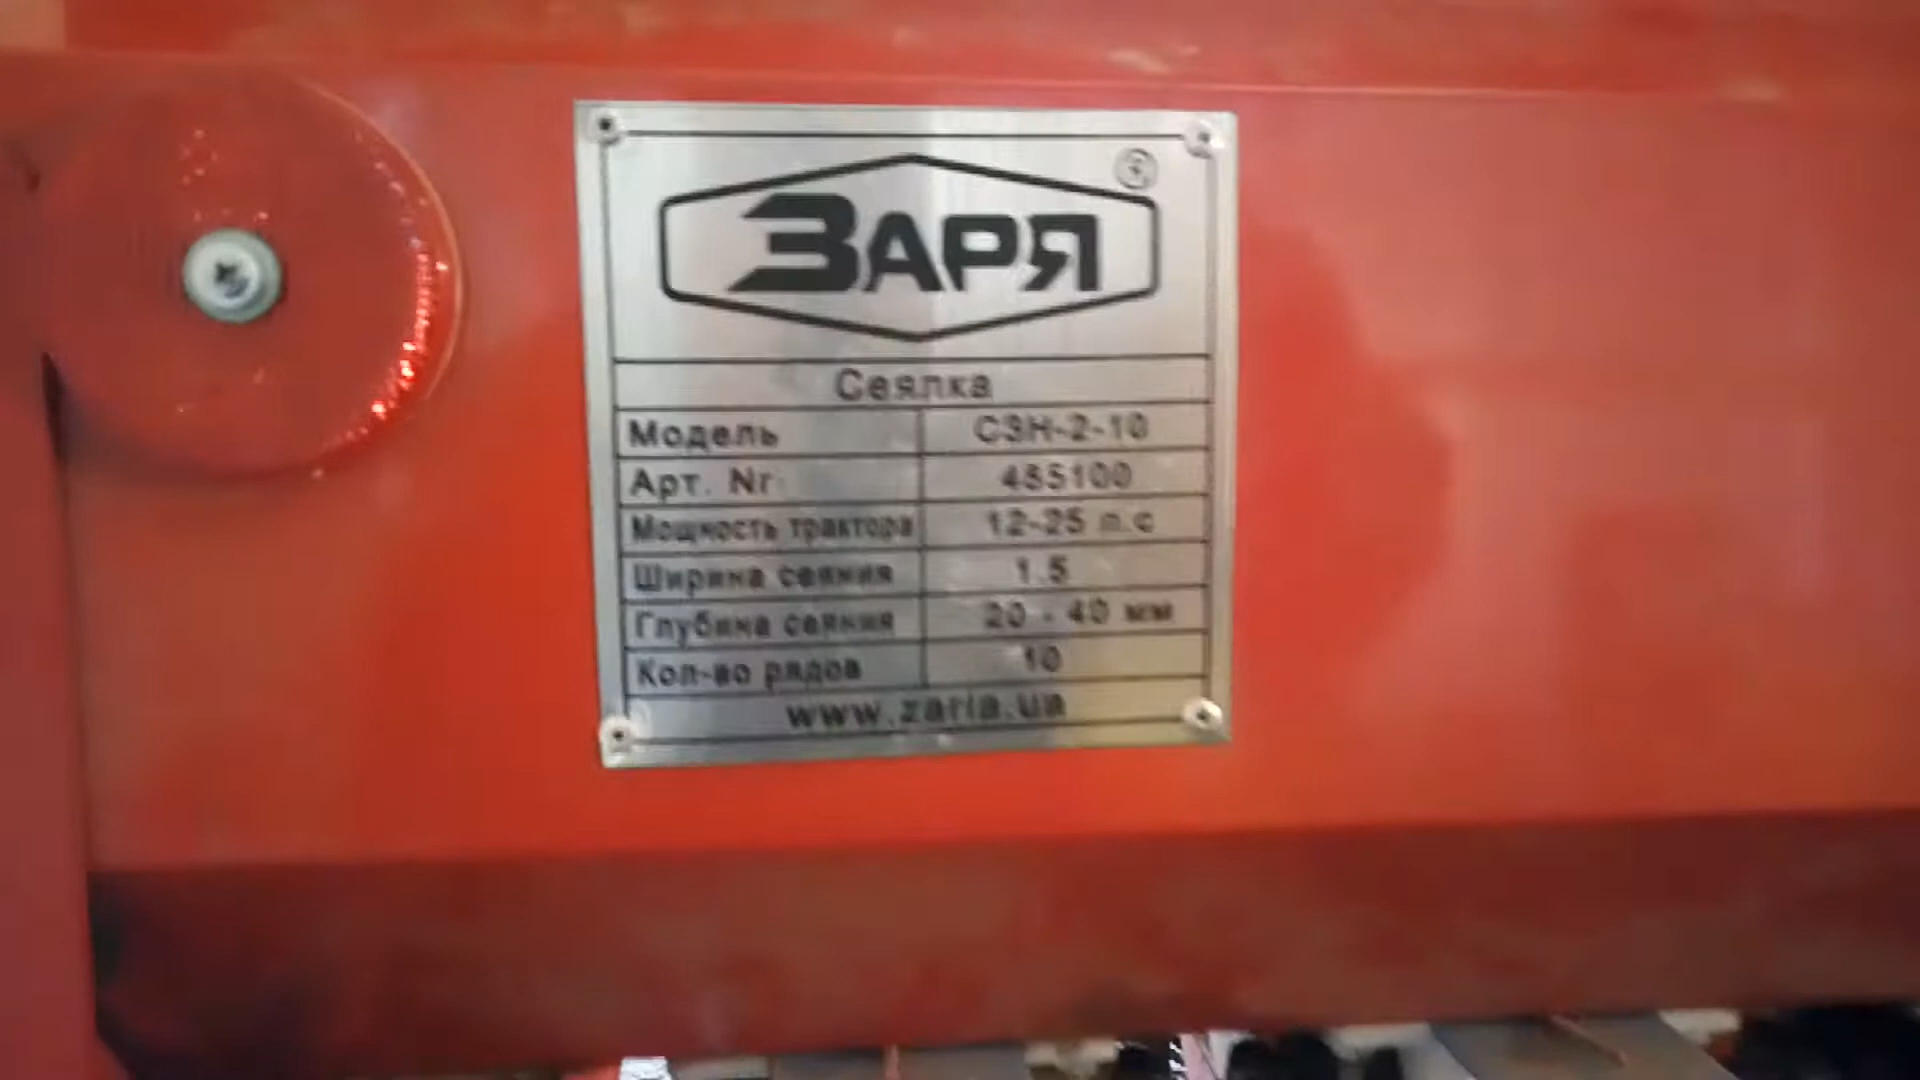 ЗАРЯ
Сеялка
Модель СЗН-2-10
Арт. Nr 485100
Мощность трактора 12-25 л.с
Ширина сеяния 1.5
Глубина сеяния 20 - 40 мм
Кол-во рядов 10
www.zaria.ua